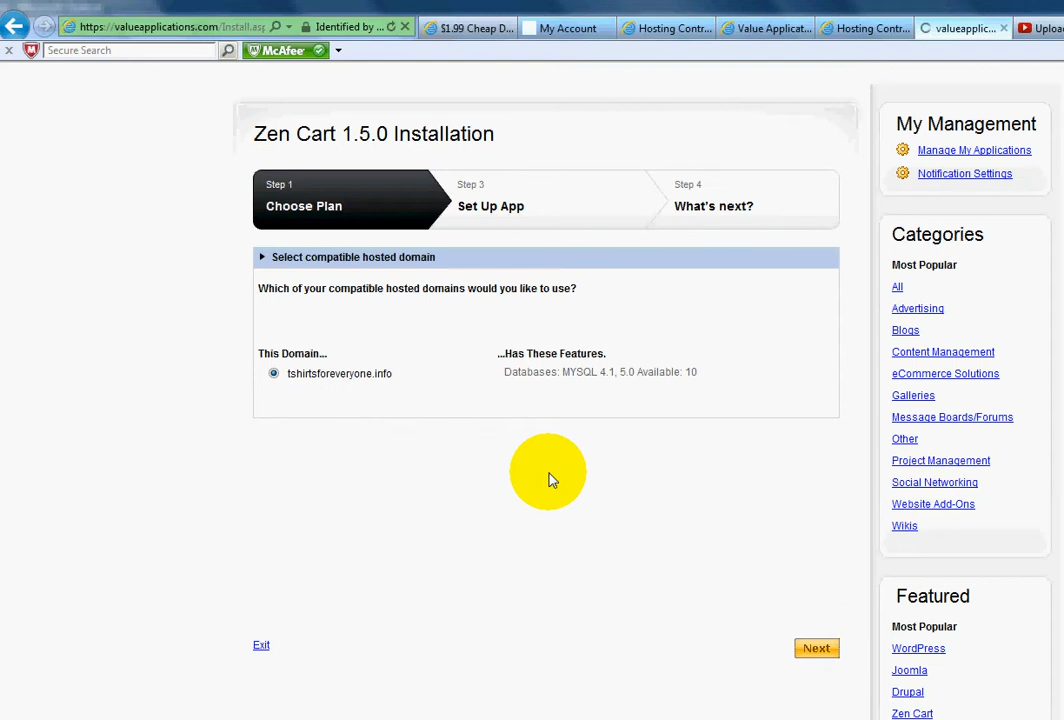 https://valueapplications.com/Install.asp
Identified by ...
$1.99 Cheap D...
My Account
Hosting Contr...
Value Applicat...
Hosting Contr...
valueapplic...
Uploa
Secure Search
McAfee
Zen Cart 1.5.0 Installation
Step 1
Choose Plan
Step 3
Set Up App
Step 4
What's next?
Select compatible hosted domain
Which of your compatible hosted domains would you like to use?
This Domain...
...Has These Features.
tshirtsforeveryone.info
Databases: MYSQL 4.1, 5.0 Available: 10
Exit
Next
My Management
Manage My Applications
Notification Settings
Categories
Most Popular
All
Advertising
Blogs
Content Management
eCommerce Solutions
Galleries
Message Boards/Forums
Other
Project Management
Social Networking
Website Add-Ons
Wikis
Featured
Most Popular
WordPress
Joomla
Drupal
Zen Cart